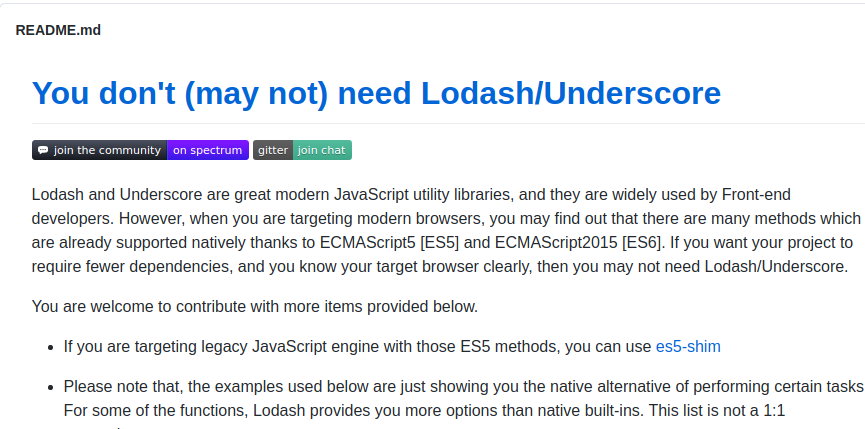 README.md
You don't (may not) need Lodash/Underscore
join the community on spectrum gitter join chat
Lodash and Underscore are great modern JavaScript utility libraries, and they are widely used by Front-end
developers. However, when you are targeting modern browsers, you may find out that there are many methods which
are already supported natively thanks to ECMAScript5 [ES5] and ECMAScript2015 [ES6]. If you want your project to
require fewer dependencies, and you know your target browser clearly, then you may not need Lodash/Underscore.
You are welcome to contribute with more items provided below.
• If you are targeting legacy JavaScript engine with those ES5 methods, you can use es5-shim
• Please note that, the examples used below are just showing you the native alternative of performing certain tasks
For some of the functions, Lodash provides you more options than native built-ins. This list is not a 1:1